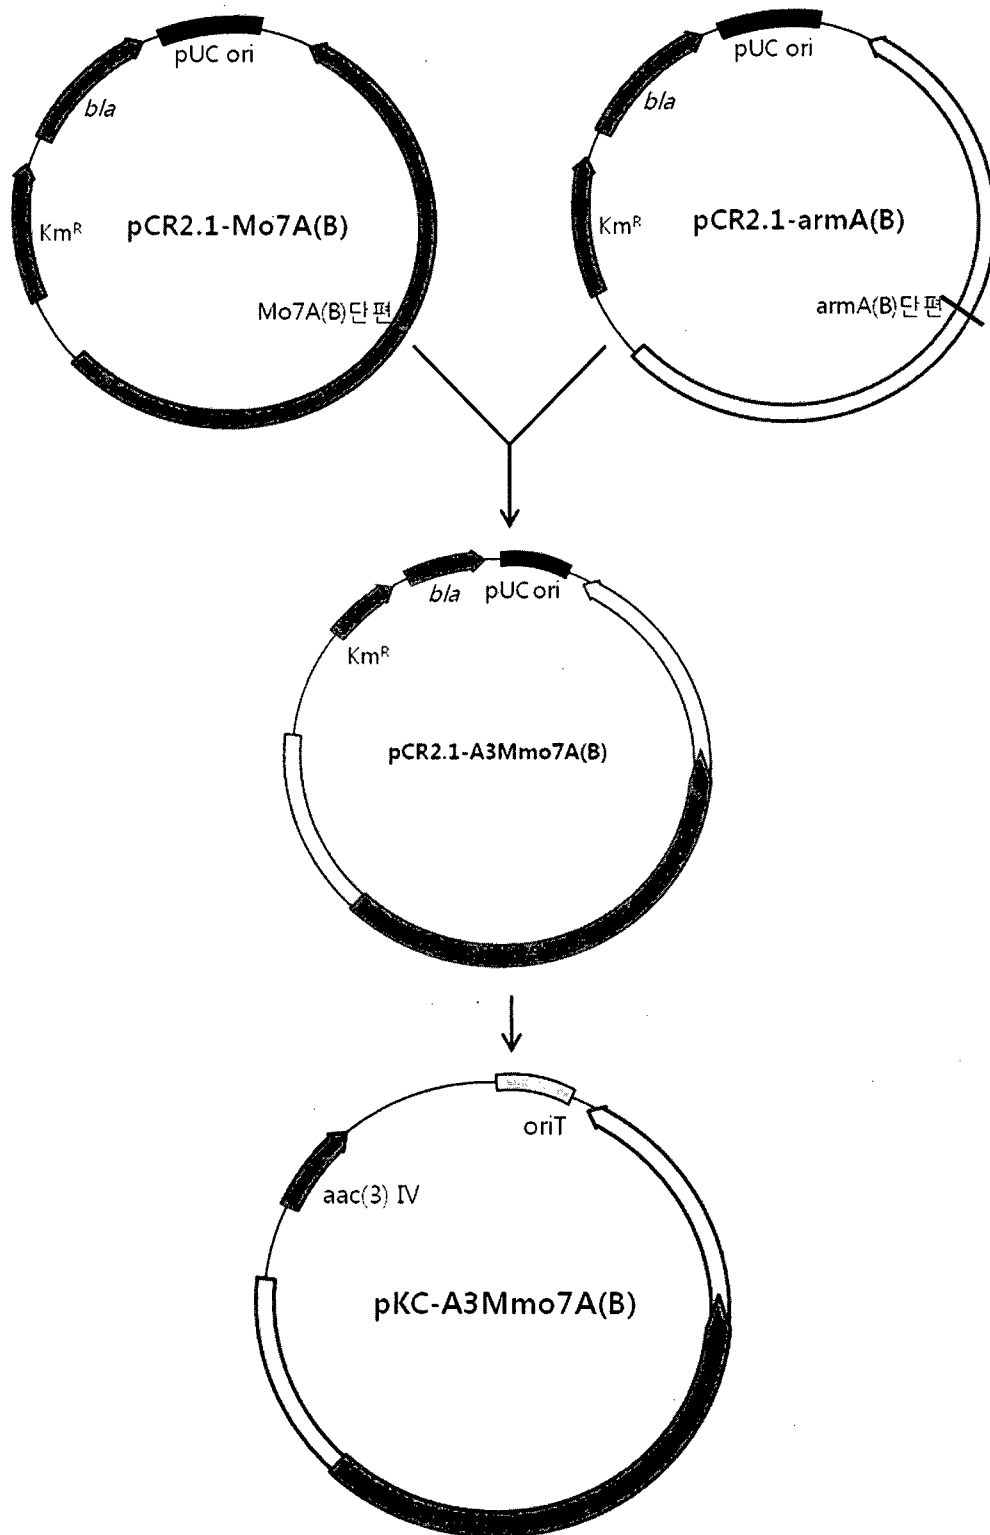 pUC ori
bla
Kmᴿ
pCR2.1-Mo7A(B)
Mo7A(B)단편
pUC ori
bla
Kmᴿ
pCR2.1-armA(B)
armA(B)단편
bla
pUC ori
Kmᴿ
pCR2.1-A3Mmo7A(B)
oriT
aac(3) IV
pKC-A3Mmo7A(B)